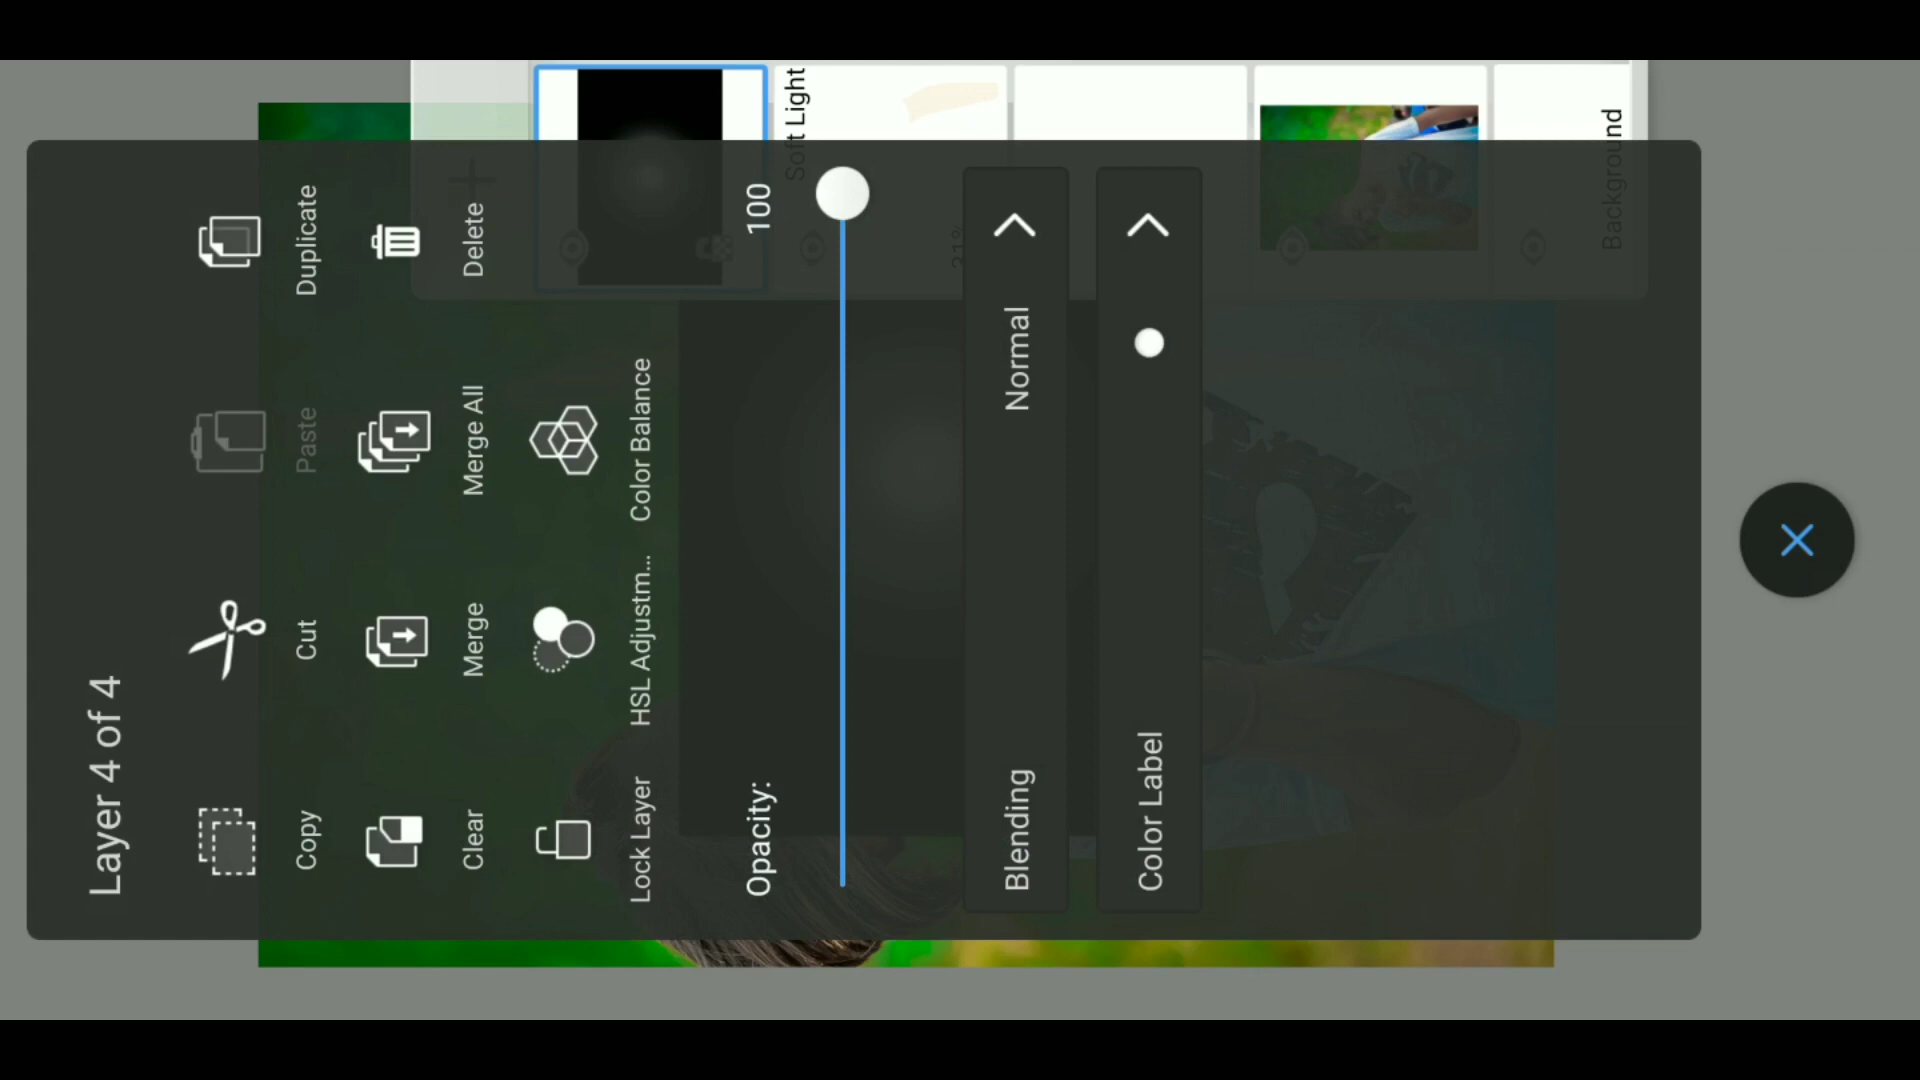 Layer 4 of 4
Copy
Cut
Paste
Duplicate
Clear
Merge
Merge All
Delete
Lock Layer
HSL Adjustm...
Color Balance
Opacity:
100
Blending
Normal
Color Label
Soft Light
21%
Background